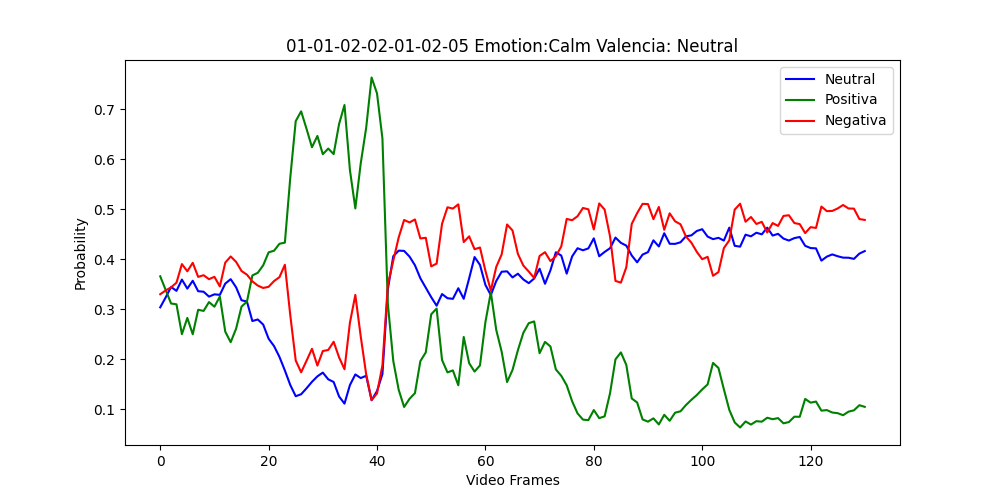 01-01-02-02-01-02-05 Emotion:Calm Valencia: Neutral
Neutral
Positiva
Negativa
Probability
0.7
0.6
0.5
0.4
0.3
0.2
0.1
0 20 40 60 80 100 120
Video Frames